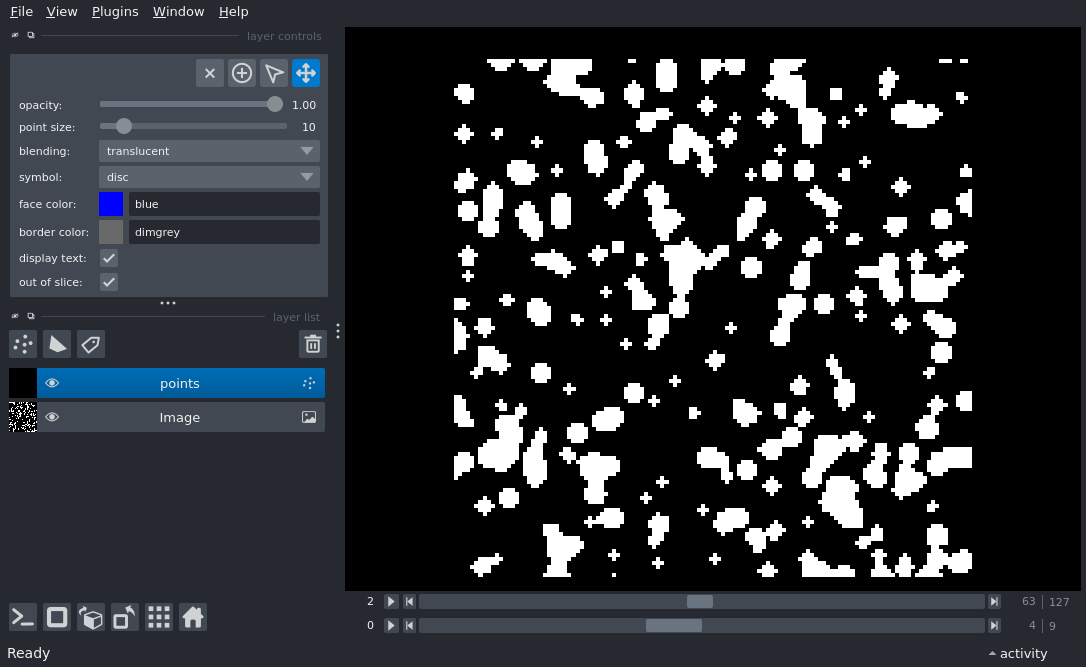 File View Plugins Window Help
layer controls
opacity: 1.00
point size: 10
blending: translucent
symbol: disc
face color: blue
border color: dimgrey
display text:
out of slice:
layer list
points
Image
2 63 127
0 4 9
Ready activity